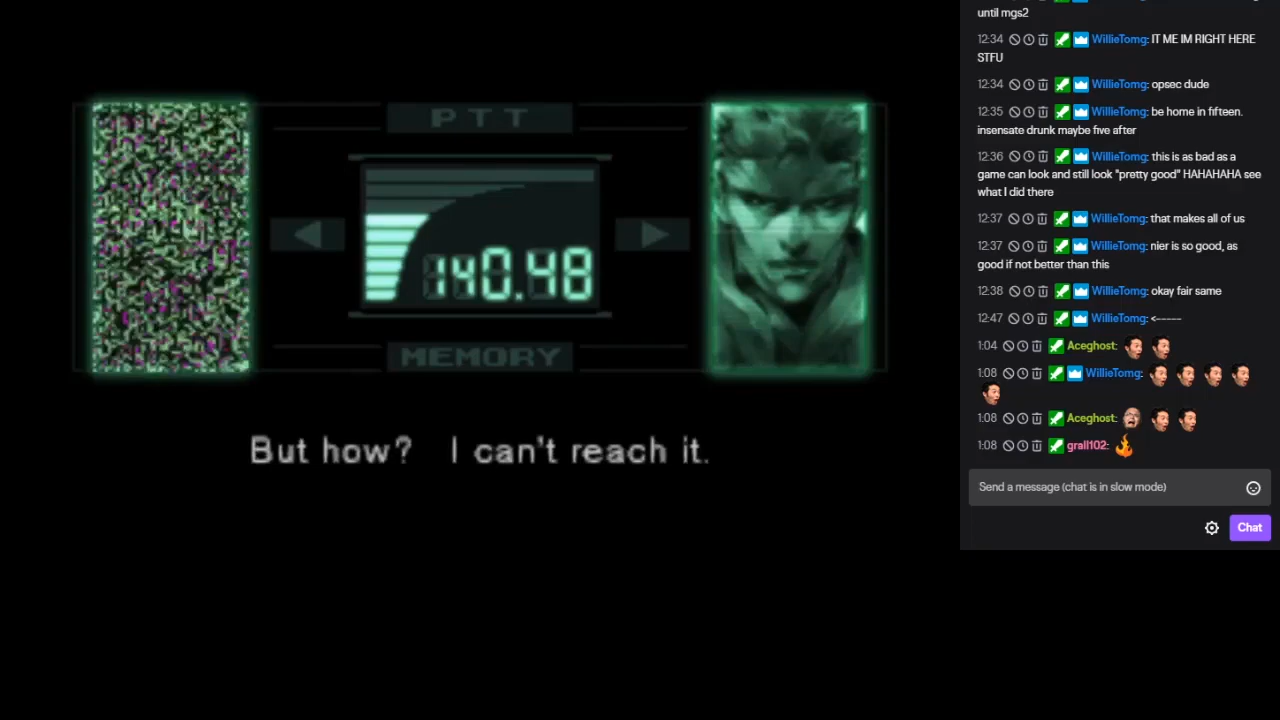 PTT
140.48
MEMORY
But how? I can't reach it.
until mgs2
12:34 WillieTomg: IT ME IM RIGHT HERE
STFU
12:34 WillieTomg: opsec dude
12:35 WillieTomg: be home in fifteen.
insensate drunk maybe five after
12:36 WillieTomg: this is as bad as a
game can look and still look "pretty good" HAHAHAHA see
what I did there
12:37 WillieTomg: that makes all of us
12:37 WillieTomg: nier is so good, as
good if not better than this
12:38 WillieTomg: okay fair same
12:47 WillieTomg: <-----
1:04 Aceghost:
1:08 WillieTomg:
1:08 Aceghost:
1:08 grall102:
Send a message (chat is in slow mode)
Chat